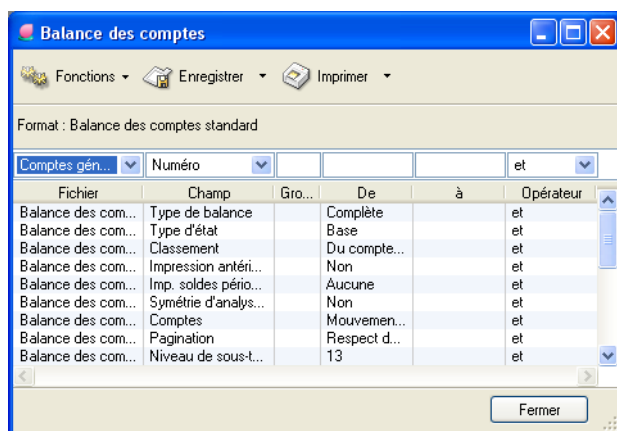 Balance des comptes
Fonctions Enregistrer Imprimer
Format : Balance des comptes standard
Comptes gén... Numéro et
Fichier Champ Gro... De à Opérateur
Balance des com... Type de balance Complète et
Balance des com... Type d'état Base et
Balance des com... Classement Du compte... et
Balance des com... Impression antéri... Non et
Balance des com... Imp. soldes pério... Aucune et
Balance des com... Symétrie d'analys... Non et
Balance des com... Comptes Mouvemen... et
Balance des com... Pagination Respect d... et
Balance des com... Niveau de sous-t... 13 et
Fermer